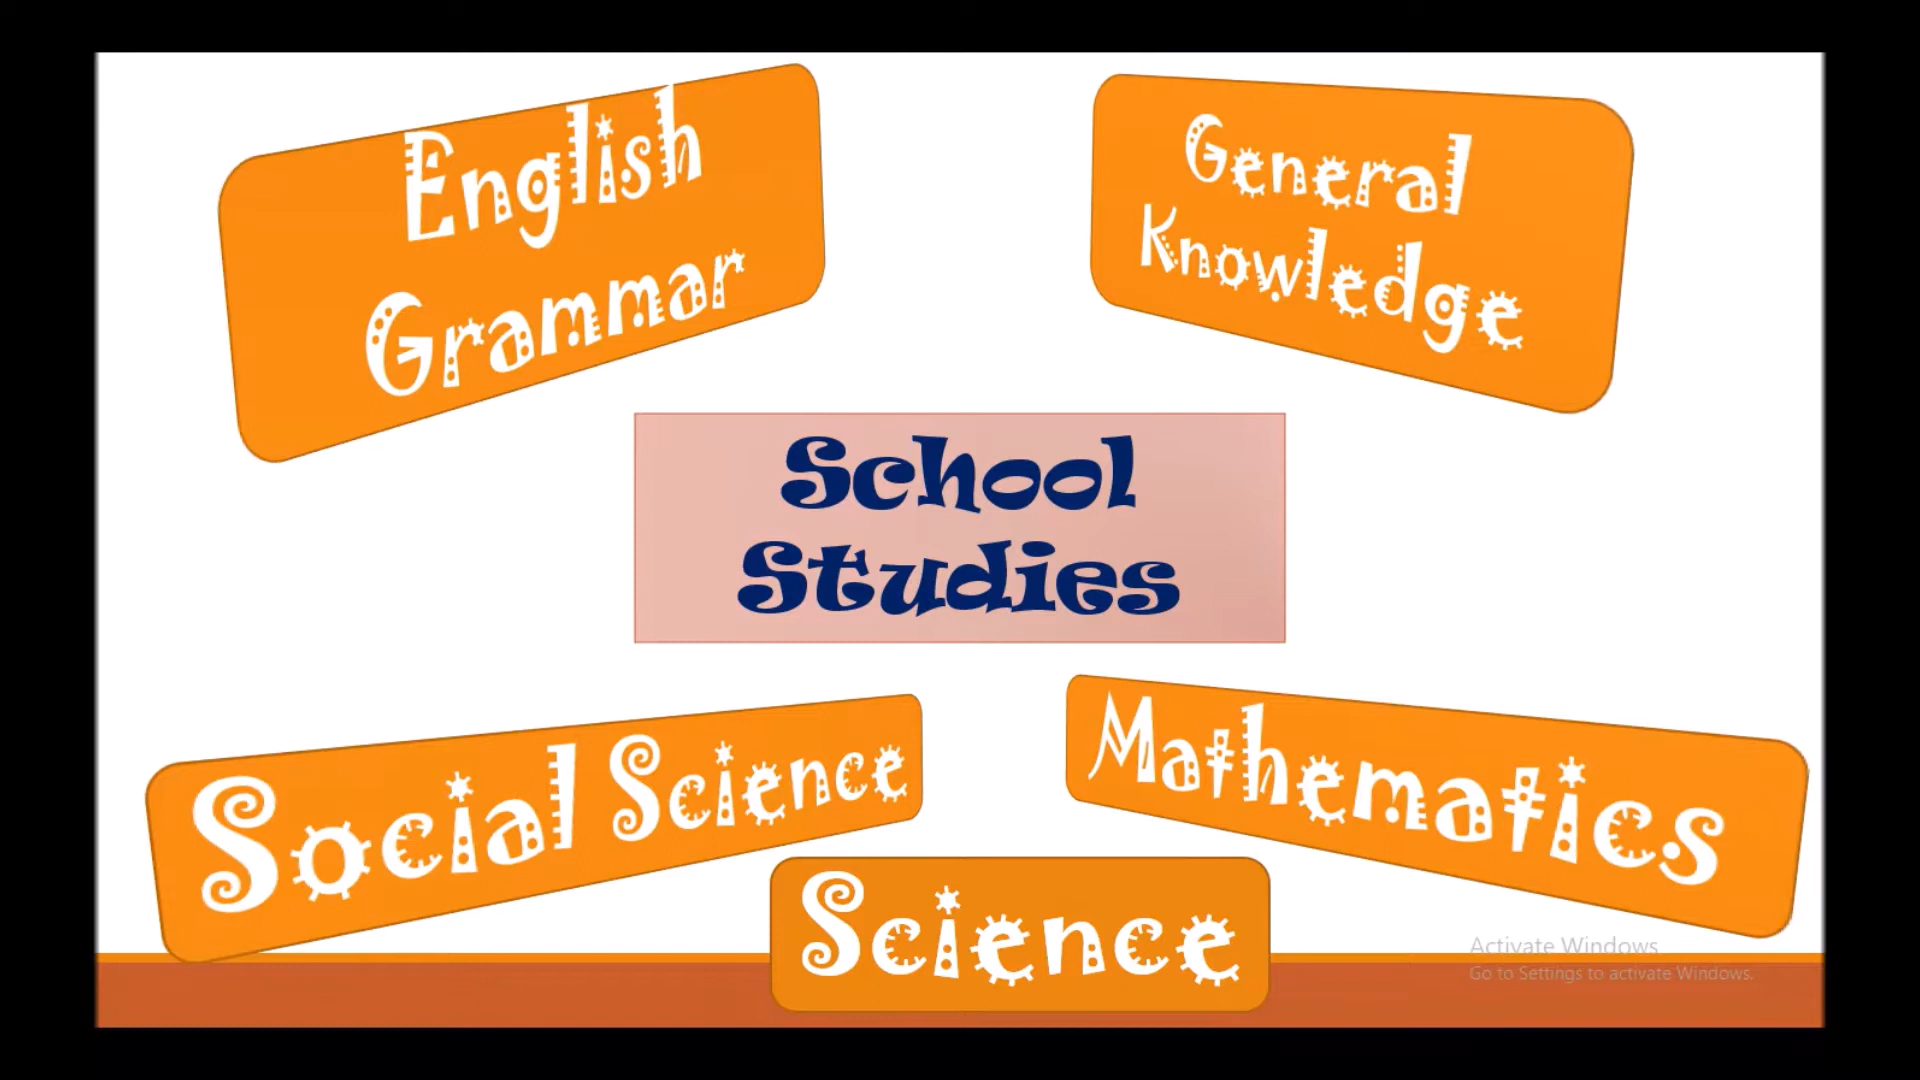 English
Grammar
General
Knowledge
School
Studies
Social Science
Mathematics
Science
Activate Windows
Go to Settings to activate Windows.